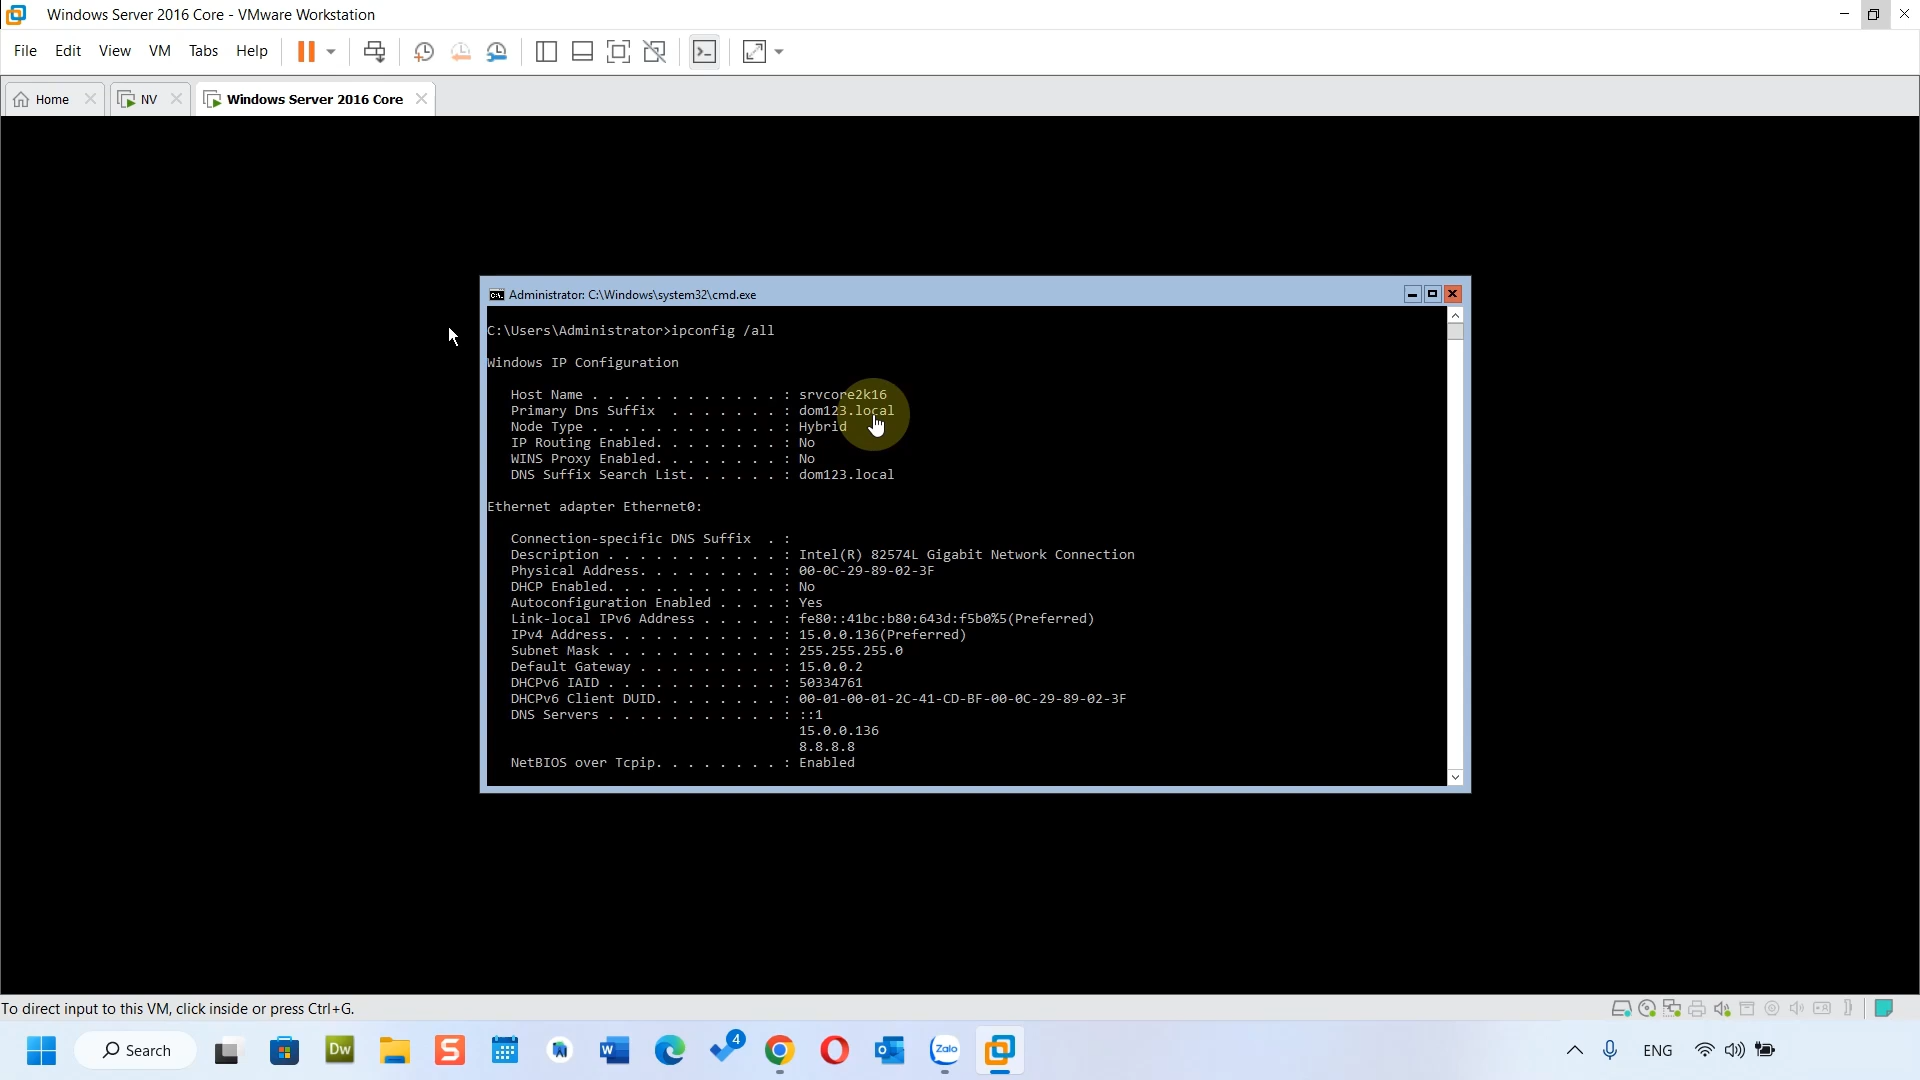 Windows Server 2016 Core - VMware Workstation
File Edit View VM Tabs Help
Home NV Windows Server 2016 Core
Administrator: C:\Windows\system32\cmd.exe
C:\Users\Administrator>ipconfig /all
Windows IP Configuration
Host Name . . . . . . . . . . . . : srvcore2k16
Primary Dns Suffix . . . . . . . : dom123.local
Node Type . . . . . . . . . . . . : Hybrid
IP Routing Enabled. . . . . . . . : No
WINS Proxy Enabled. . . . . . . . : No
DNS Suffix Search List. . . . . . : dom123.local
Ethernet adapter Ethernet0:
Connection-specific DNS Suffix . :
Description . . . . . . . . . . . : Intel(R) 82574L Gigabit Network Connection
Physical Address. . . . . . . . . : 00-0C-29-89-02-3F
DHCP Enabled. . . . . . . . . . . : No
Autoconfiguration Enabled . . . . : Yes
Link-local IPv6 Address . . . . . : fe80::41bc:b80:643d:f5b0%5(Preferred)
IPv4 Address. . . . . . . . . . . : 15.0.0.136(Preferred)
Subnet Mask . . . . . . . . . . . : 255.255.255.0
Default Gateway . . . . . . . . . : 15.0.0.2
DHCPv6 IAID . . . . . . . . . . . : 50334761
DHCPv6 Client DUID. . . . . . . . : 00-01-00-01-2C-41-CD-BF-00-0C-29-89-02-3F
DNS Servers . . . . . . . . . . . : ::1
15.0.0.136
8.8.8.8
NetBIOS over Tcpip. . . . . . . . : Enabled
To direct input to this VM, click inside or press Ctrl+G.
Search Dw S W 4 Zalo ENG